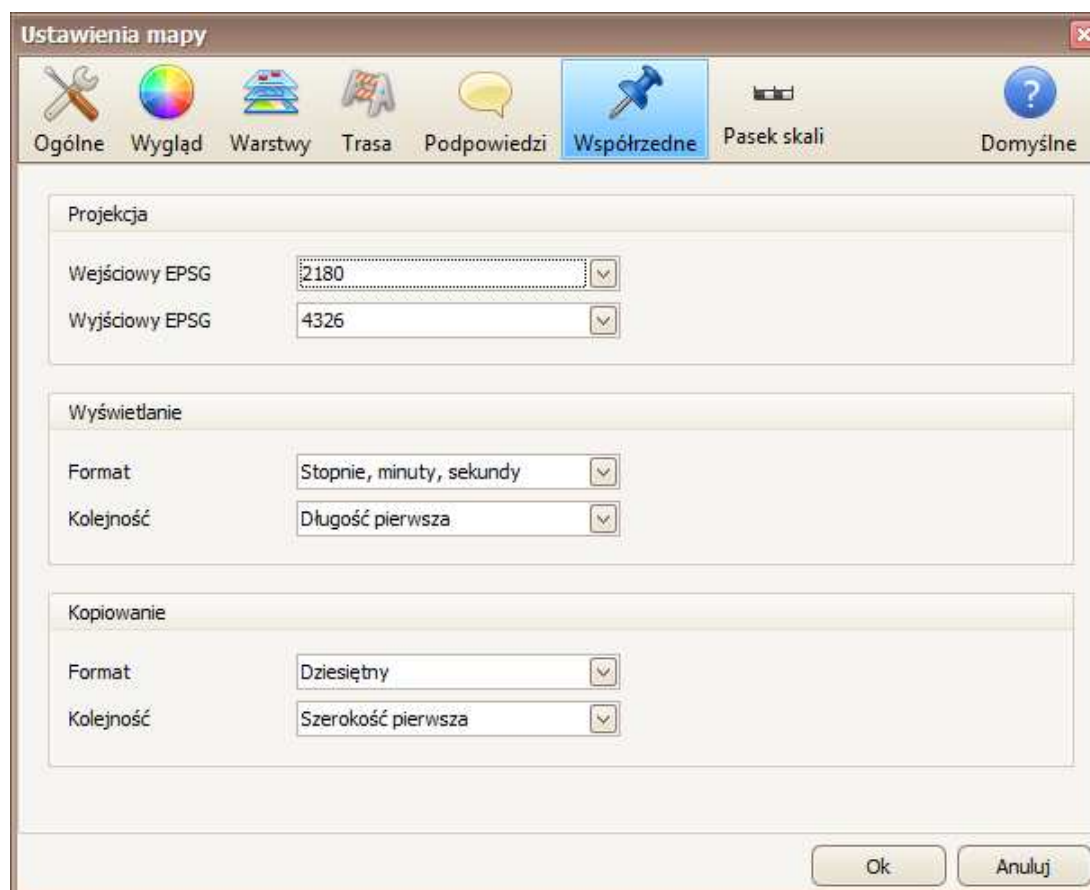 Ustawienia mapy
Ogólne Wygląd Warstwy Trasa Podpowiedzi Współrzedne Pasek skali Domyślne
Projekcja
Wejściowy EPSG 2180
Wyjściowy EPSG 4326
Wyświetlanie
Format Stopnie, minuty, sekundy
Kolejność Długość pierwsza
Kopiowanie
Format Dziesiętny
Kolejność Szerokość pierwsza
Ok Anuluj